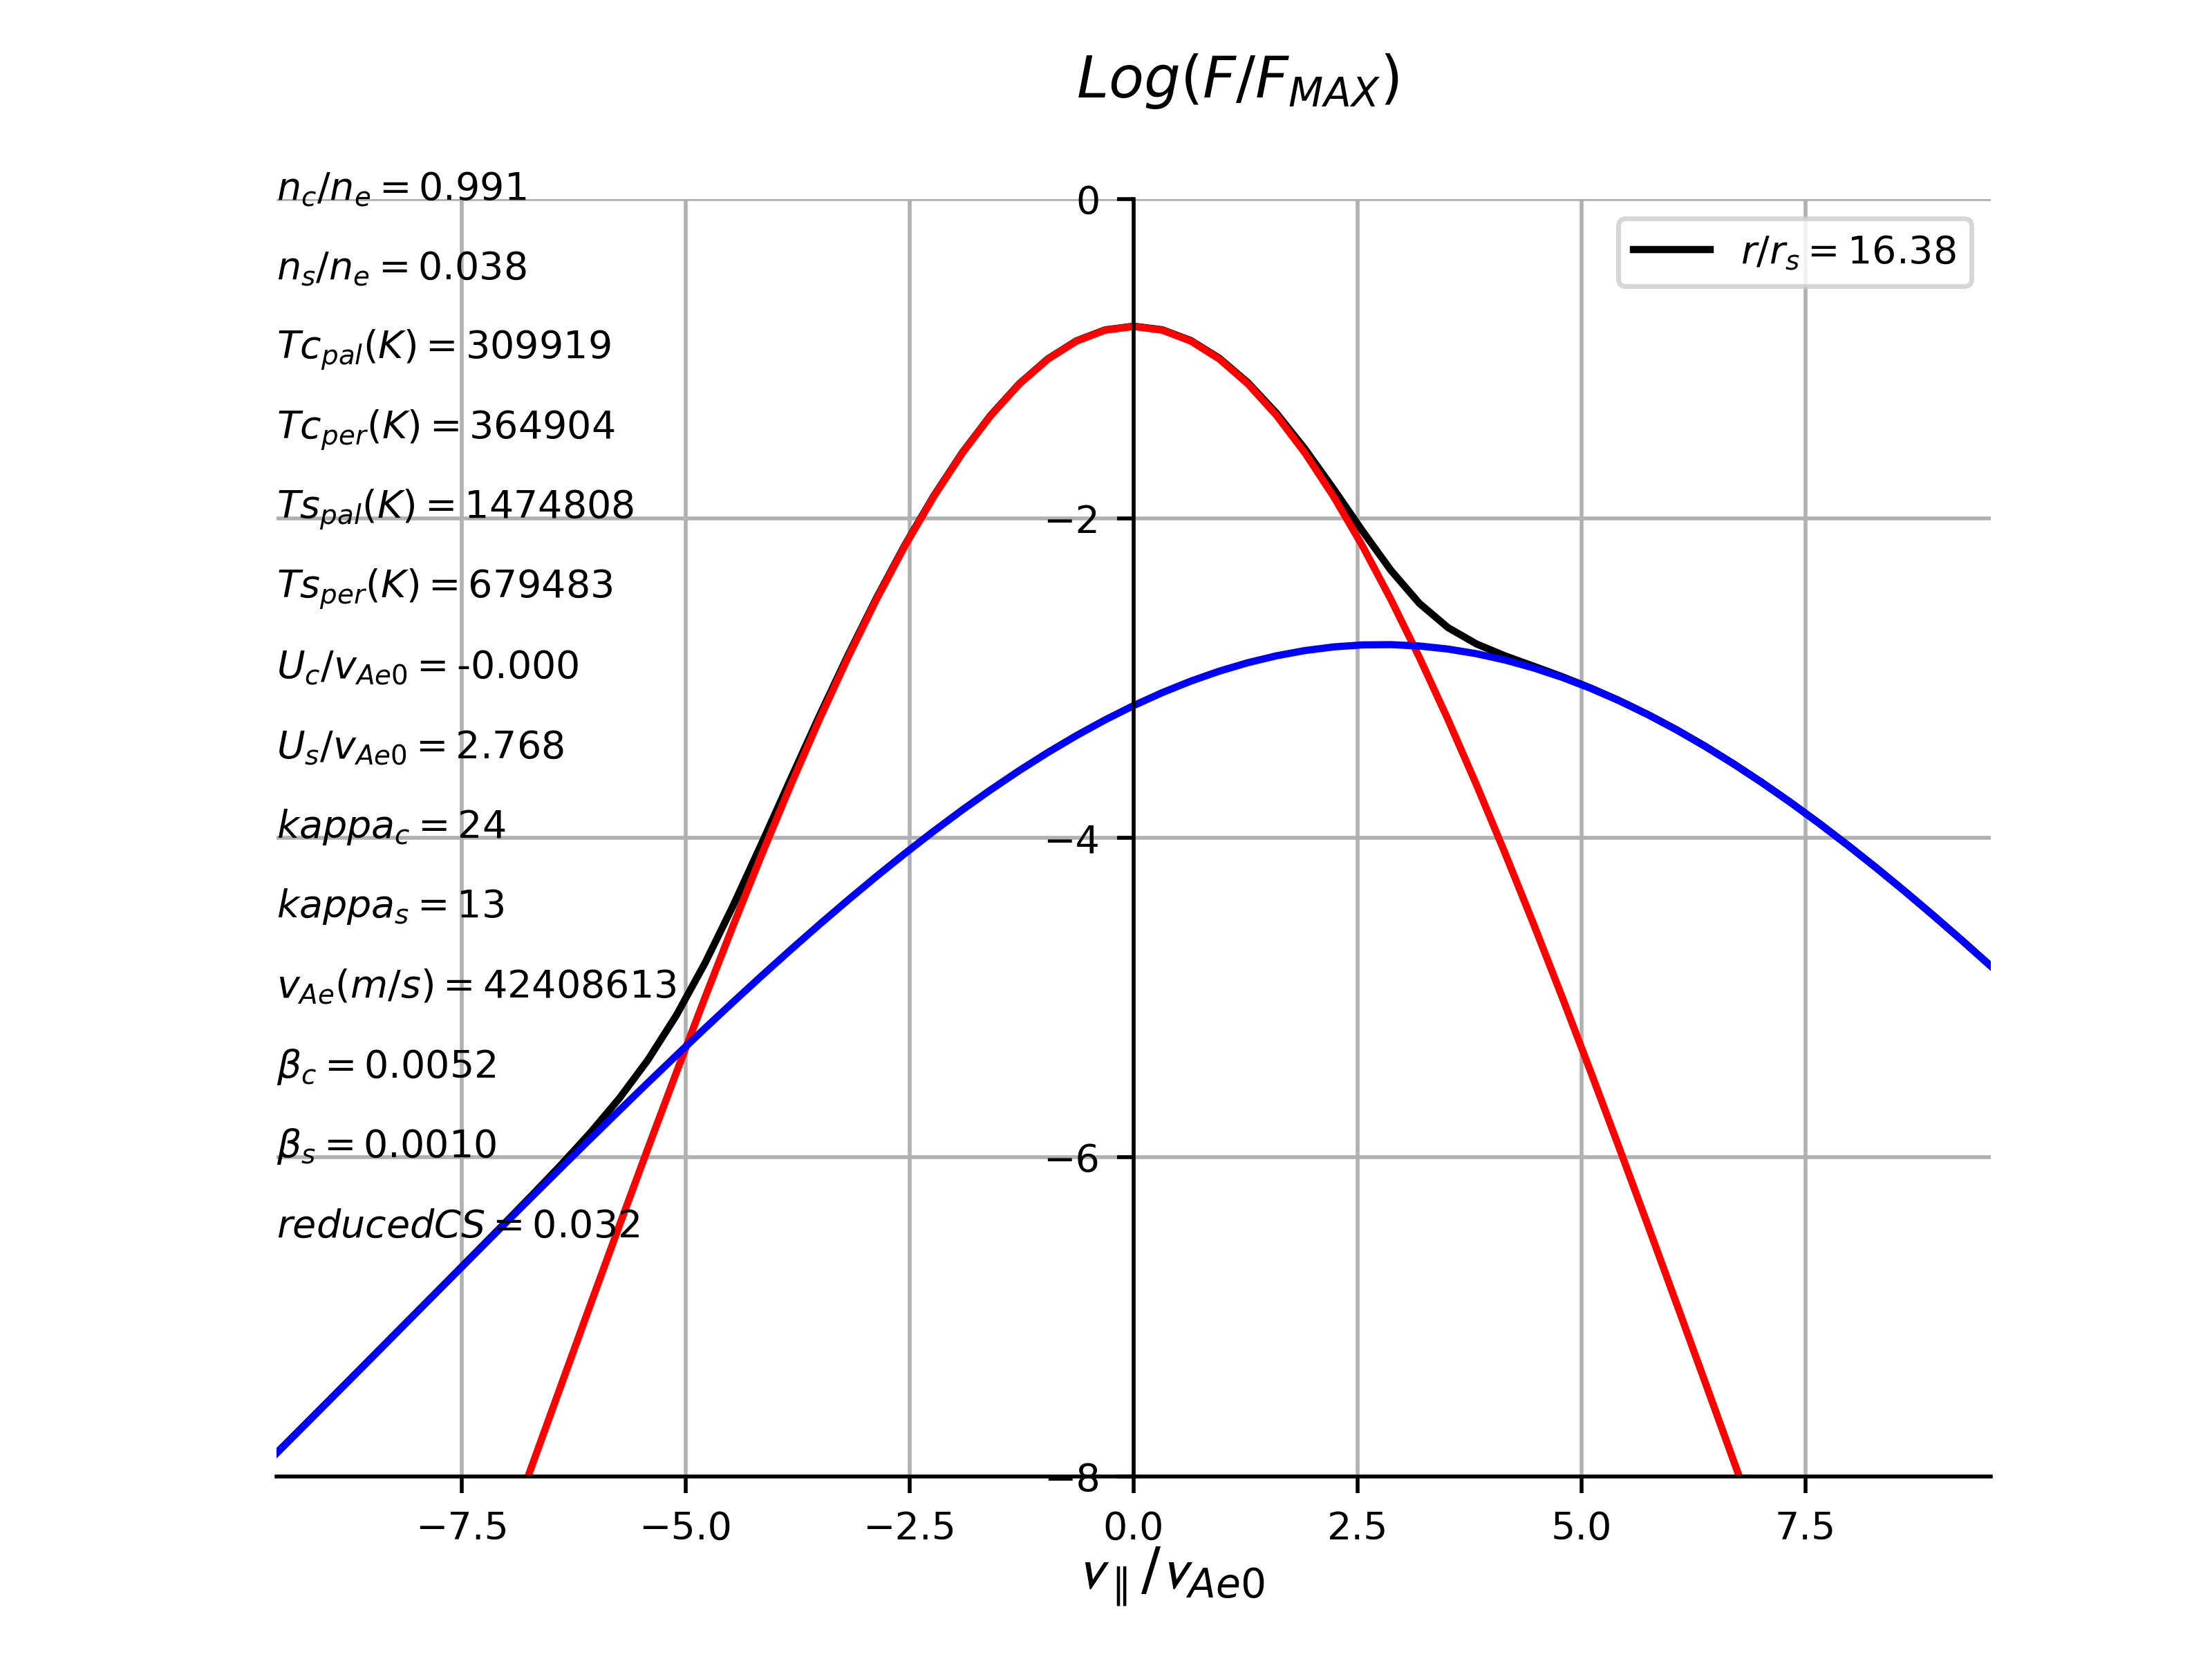 Log(F/F_MAX)
n_c/n_e = 0.991
n_s/n_e = 0.038
Tc_pal(K) = 309919
Tc_per(K) = 364904
Ts_pal(K) = 1474808
Ts_per(K) = 679483
U_c/v_Ae0 = -0.000
U_s/v_Ae0 = 2.768
kappa_c = 24
kappa_s = 13
v_Ae(m/s) = 42408613
β_c = 0.0052
β_s = 0.0010
reducedCS = 0.032
0
−2
−4
−6
−8
r/r_s = 16.38
−7.5 −5.0 −2.5 0.0 2.5 5.0 7.5
v_∥/v_Ae0